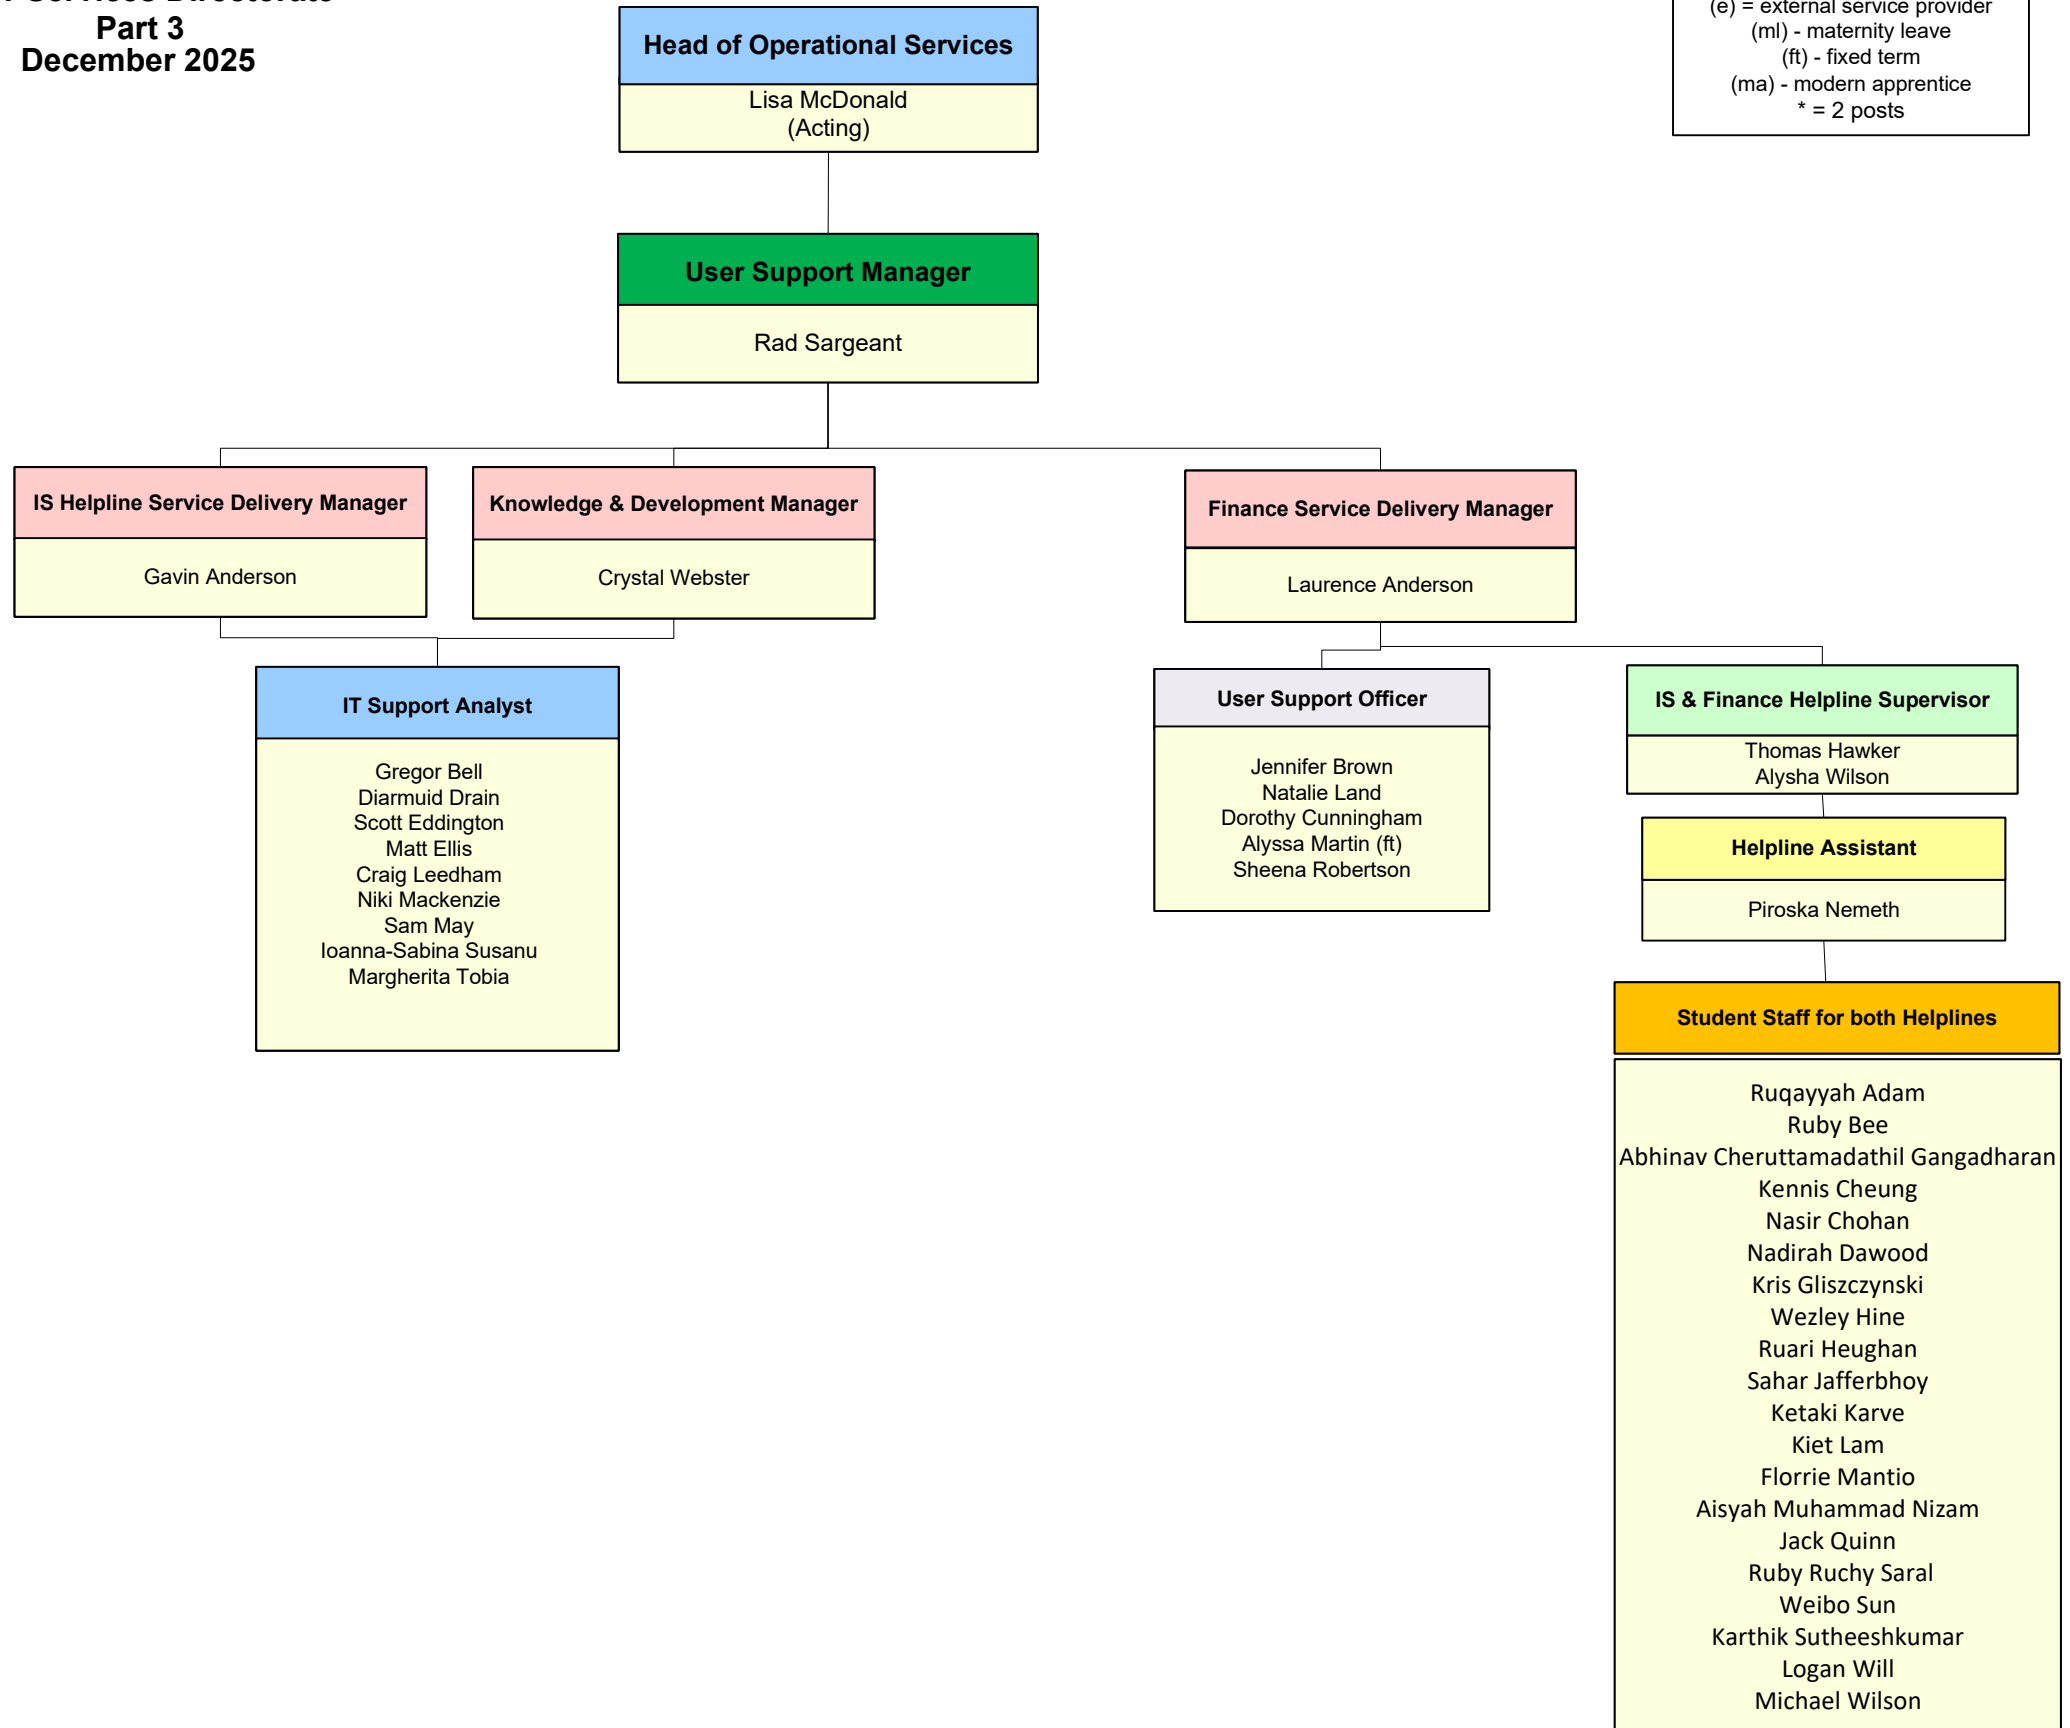 Services Directorate
Part 3
December 2025
(e) = external service provider
(ml) - maternity leave
(ft) - fixed term
(ma) - modern apprentice
* = 2 posts
Head of Operational Services
Lisa McDonald
(Acting)
User Support Manager
Rad Sargeant
IS Helpline Service Delivery Manager
Gavin Anderson
Knowledge & Development Manager
Crystal Webster
Finance Service Delivery Manager
Laurence Anderson
IT Support Analyst
Gregor Bell
Diarmuid Drain
Scott Eddington
Matt Ellis
Craig Leedham
Niki Mackenzie
Sam May
Ioanna-Sabina Susanu
Margherita Tobia
User Support Officer
Jennifer Brown
Natalie Land
Dorothy Cunningham
Alyssa Martin (ft)
Sheena Robertson
IS & Finance Helpline Supervisor
Thomas Hawker
Alysha Wilson
Helpline Assistant
Piroska Nemeth
Student Staff for both Helplines
Ruqayyah Adam
Ruby Bee
Abhinav Cheruttamadathil Gangadharan
Kennis Cheung
Nasir Chohan
Nadirah Dawood
Kris Gliszczynski
Wezley Hine
Ruari Heughan
Sahar Jafferbhoy
Ketaki Karve
Kiet Lam
Florrie Mantio
Aisyah Muhammad Nizam
Jack Quinn
Ruby Ruchy Saral
Weibo Sun
Karthik Sutheeshkumar
Logan Will
Michael Wilson